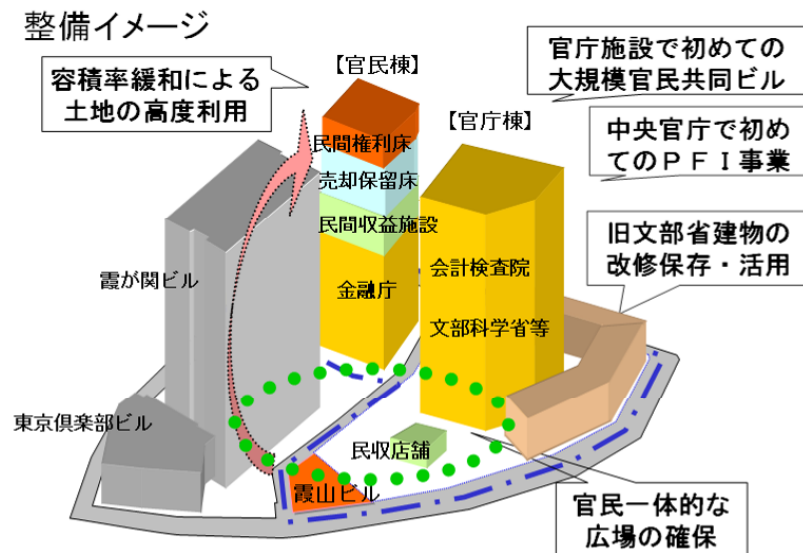 整備イメージ
容積率緩和による
土地の高度利用
【官民棟】
官庁施設で初めての
大規模官民共同ビル
【官庁棟】
中央官庁で初め
てのＰＦＩ事業
民間権利床
売却保留床
民間収益施設
金融庁
霞が関ビル
会計検査院
文部科学省等
旧文部省建物の
改修保存・活用
東京倶楽部ビル
民収店舗
霞山ビル
官民一体的な
広場の確保